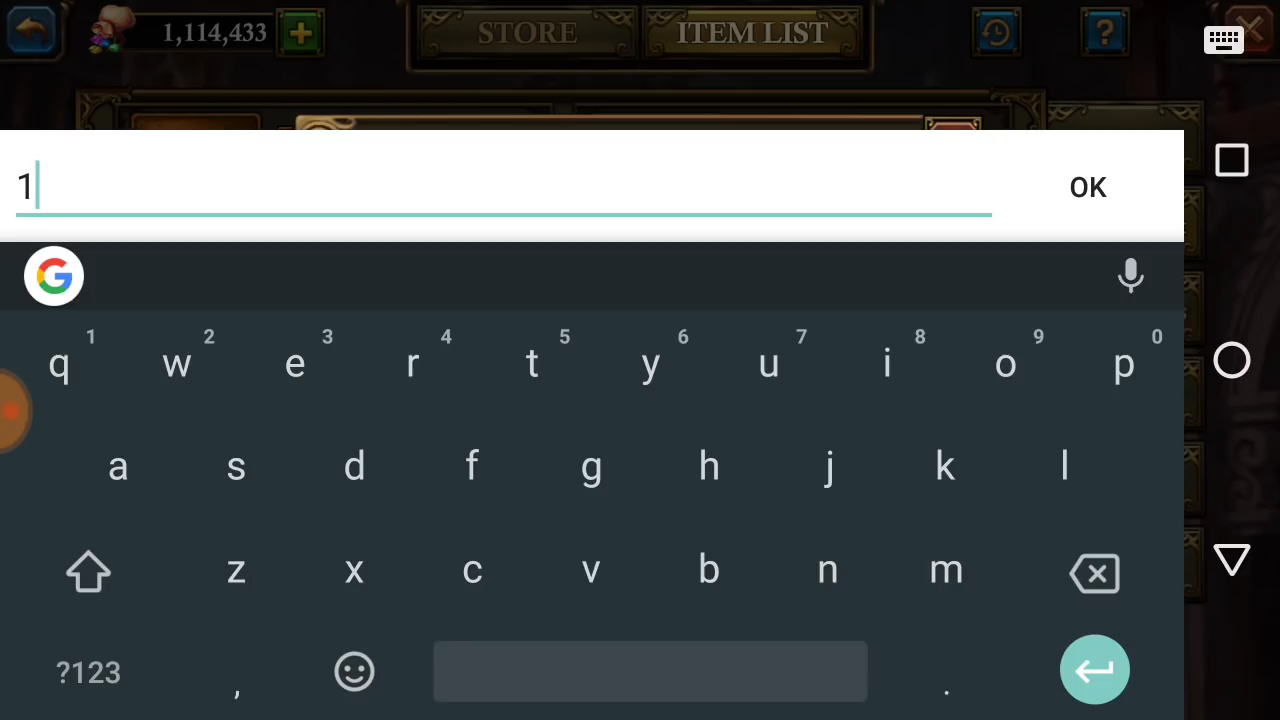 1,114,433 STORE ITEM LIST ?
1 OK
1 2 3 4 5 6 7 8 9 0
q w e r t y u i o p
a s d f g h j k l
z x c v b n m
?123 , .